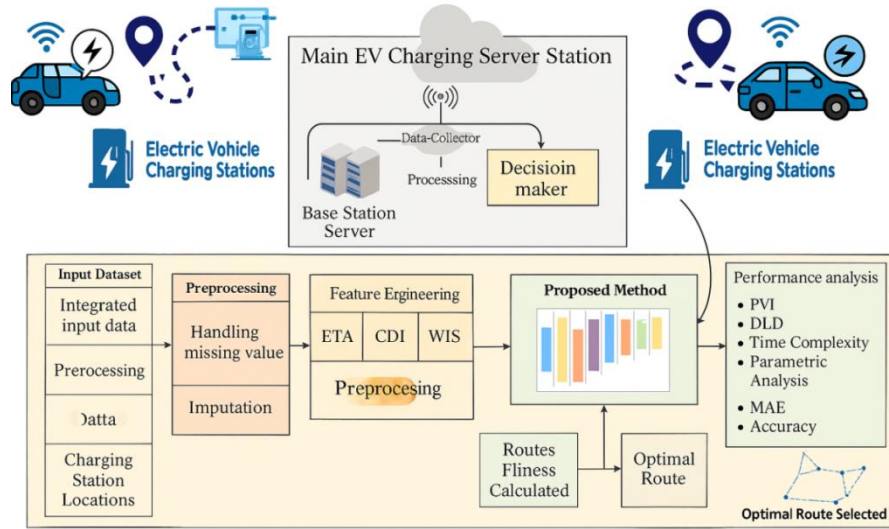 Main EV Charging Server Station
Data-Collector
Processsing
Base Station
Server
Decisioin
maker
Electric Vehicle
Charging Stations
Electric Vehicle
Charging Stations
Input Dataset
Integrated
input data
Prerocessing
Datta
Charging
Station
Locations
Preprocessing
Handling
missing value
Imputation
Feature Ergineering
ETA CDI WIS
Preprocesing
Proposed Method
Routes
Fliness
Calculated
Optimal
Route
Performance analysis
• PVI
• DLD
• Time Complexity
• Parametric
Analysis
• MAE
• Accuracy
Optimal Route Selected